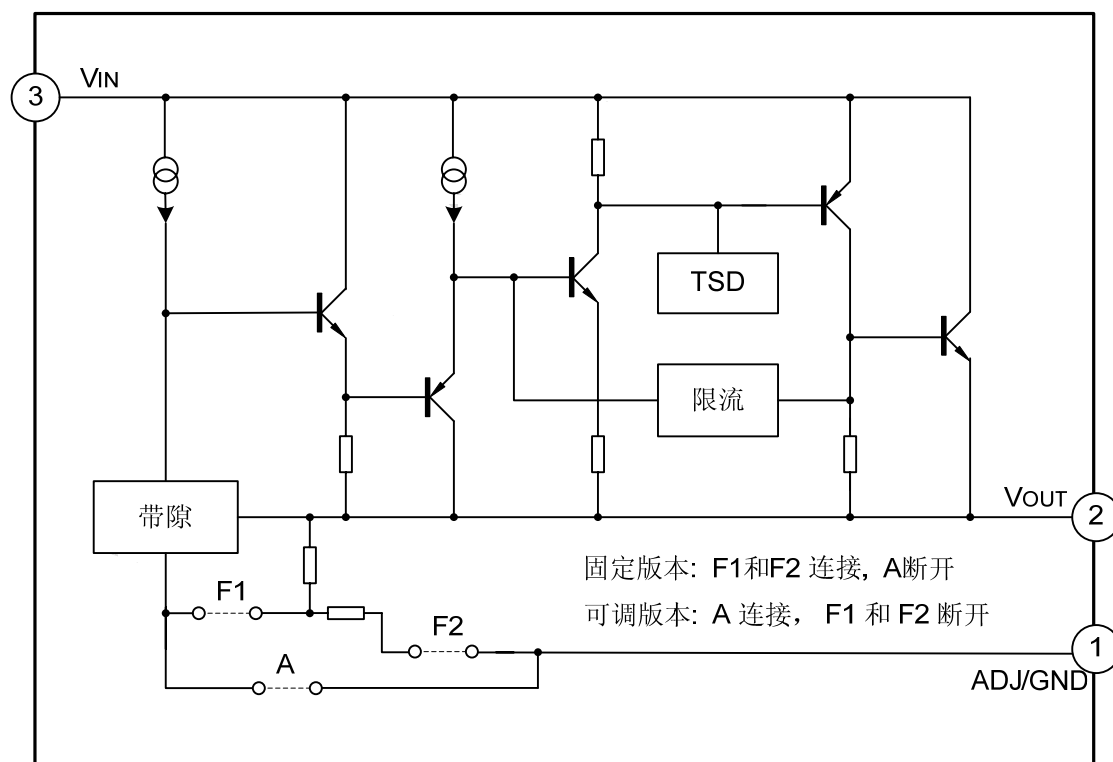 VIN
3
TSD
限流
带隙
VOUT
2
固定版本: F1和F2 连接, A断开
F1
可调版本: A 连接， F1 和 F2 断开
F2
1
A
ADJ/GND